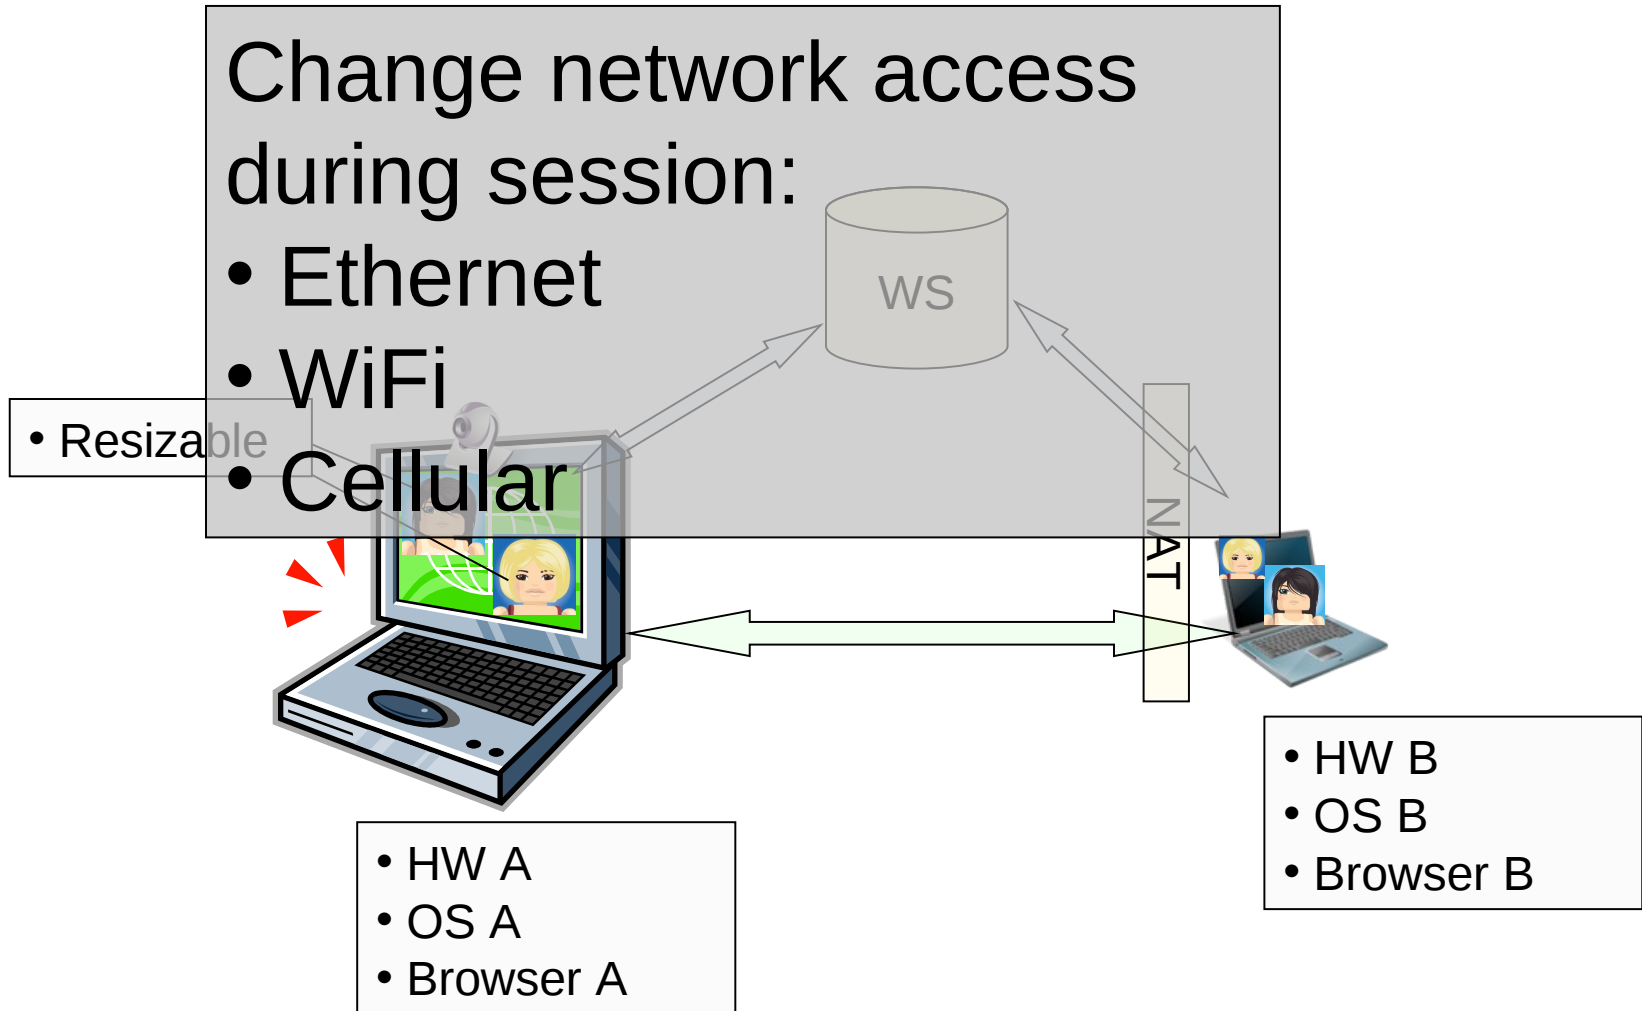 Change network access
during session:
• Ethernet
• WiFi
• Cellular
WS
• Resizable
NAT
• HW B
• OS B
• Browser B
• HW A
• OS A
• Browser A